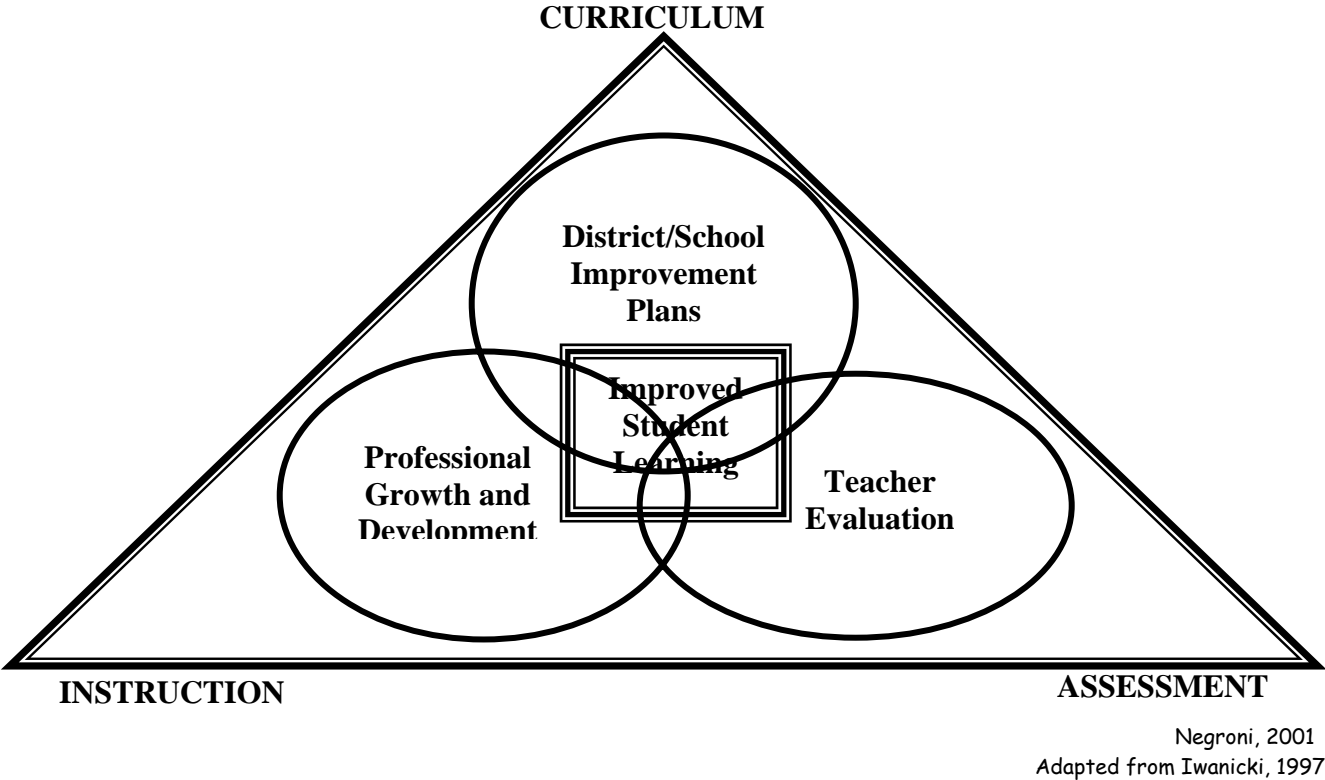 CURRICULUM
District/School
Improvement
Plans
Improved
Student
Learning
Professional
Growth and
Development
Teacher
Evaluation
INSTRUCTION
ASSESSMENT
Negroni, 2001
Adapted from Iwanicki, 1997